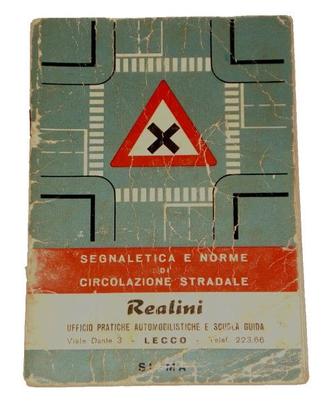 SEGNALETICA E NORME
DI
CIRCOLAZIONE STRADALE
Realini
UFFICIO PRATICHE AUTOMOBILISTICHE E SCUOLA GUIDA
Viale Dante 3 - LECCO - Telef. 223.66